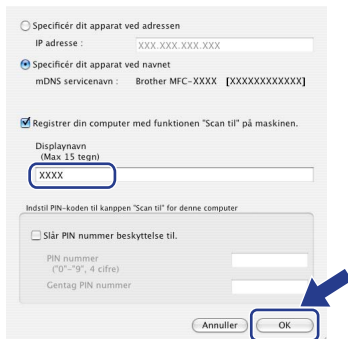 Specificér dit apparat ved adressen
IP adresse : XXX.XXX.XXX.XXX
Specificér dit apparat ved navnet
mDNS servicenavn : Brother MFC-XXXX [XXXXXXXXXXXX]
Registrer din computer med funktionen "Scan til" på maskinen.
Displaynavn
(Max 15 tegn)
XXXX
Indstil PIN-koden til kanppen "Scan til" for denne computer
Slår PIN nummer beskyttelse til.
PIN nummer
("0"-"9", 4 cifre)
Gentag PIN nummer
Annuller OK